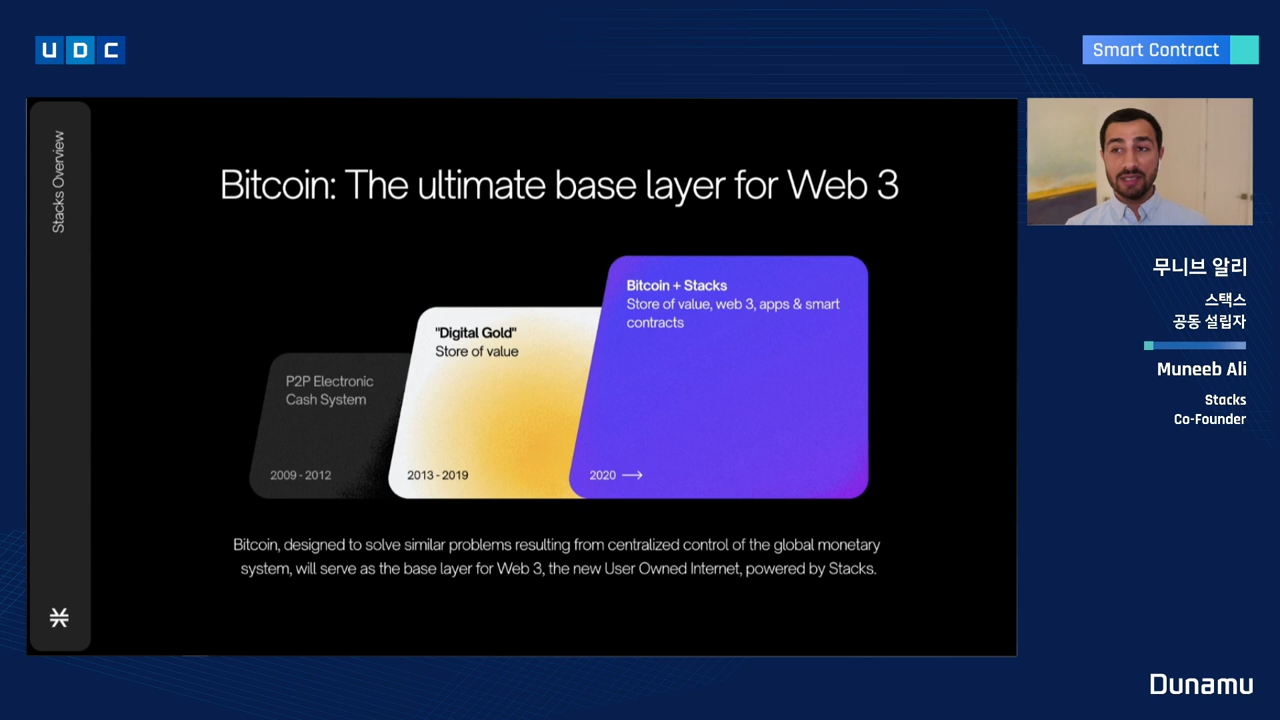 UDC
Smart Contract
Stacks Overview
Bitcoin: The ultimate base layer for Web 3
P2P Electronic
Cash System
2009 - 2012
"Digital Gold"
Store of value
2013 - 2019
Bitcoin + Stacks
Store of value, web 3, apps & smart
contracts
2020 →
Bitcoin, designed to solve similar problems resulting from centralized control of the global monetary
system, will serve as the base layer for Web 3, the new User Owned Internet, powered by Stacks.
무니브 알리
스택스
공동 설립자
Muneeb Ali
Stacks
Co-Founder
Dunamu